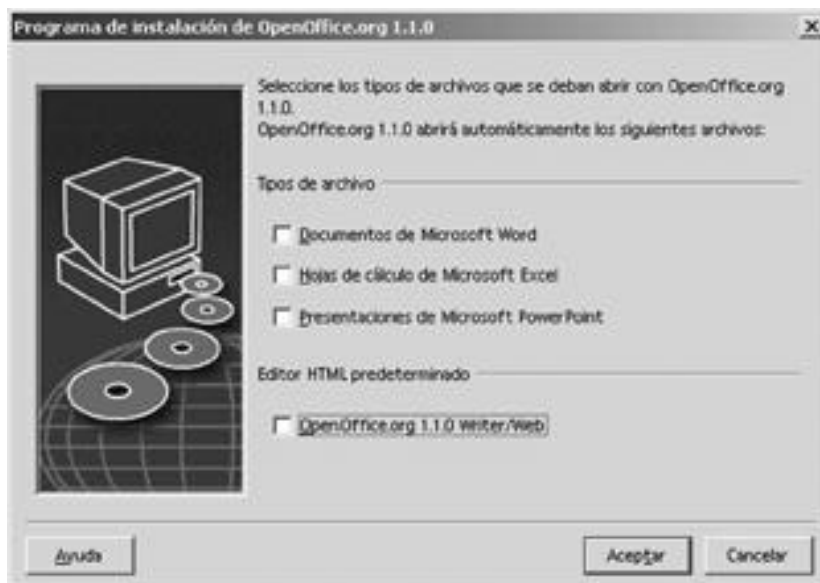 Programa de instalación de OpenOffice.org 1.1.0
Seleccione los tipos de archivos que se deban abrir con OpenOffice.org
1.1.0.
OpenOffice.org 1.1.0 abrirá automáticamente los siguientes archivos:
Tipos de archivo
Documentos de Microsoft Word
Hojas de cálculo de Microsoft Excel
Presentaciones de Microsoft PowerPoint
Editor HTML predeterminado
OpenOffice.org 1.1.0 Writer/Web
Ayuda
Aceptar
Cancelar